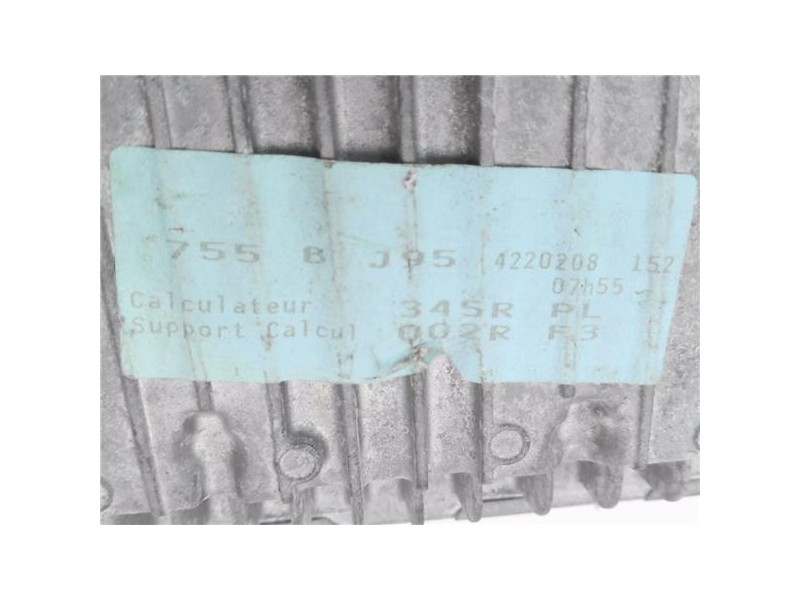 755 B J95 4220208 152
07h55
Calculateur 345R PL
Support Calcul 002R F3